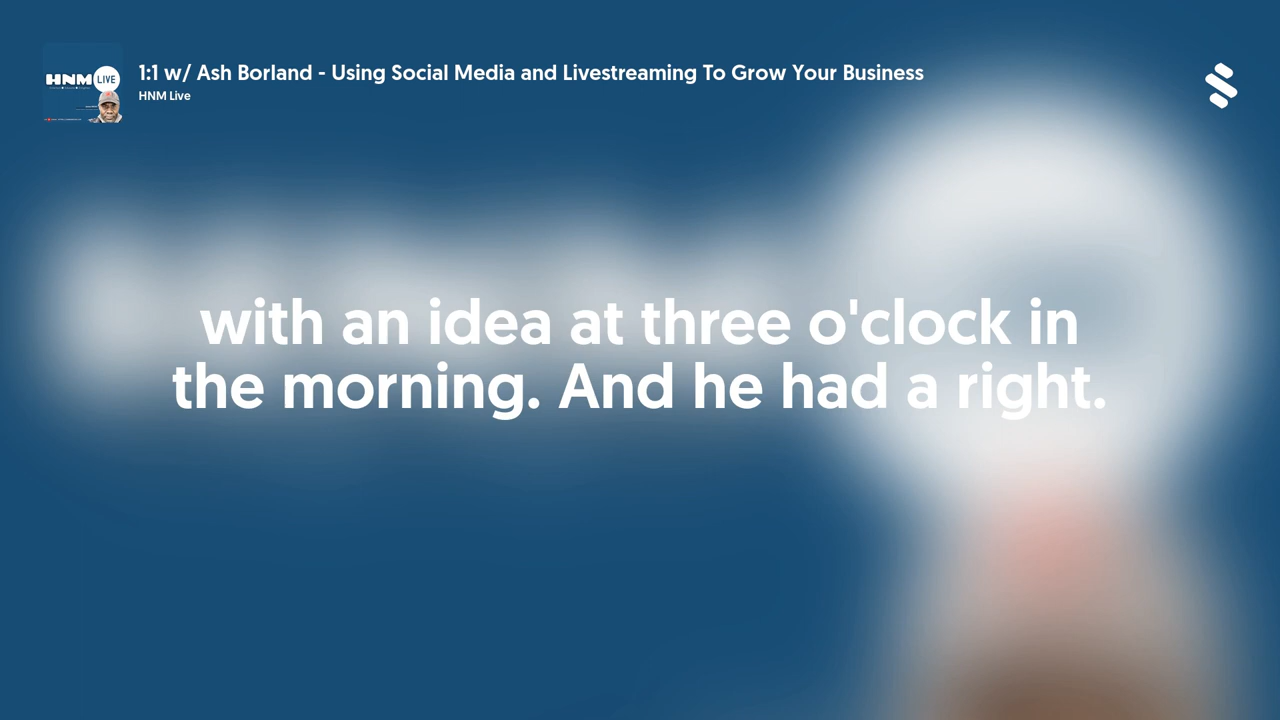 HNM LIVE
1:1 w/ Ash Borland - Using Social Media and Livestreaming To Grow Your Business
HNM Live
with an idea at three o'clock in
the morning. And he had a right.